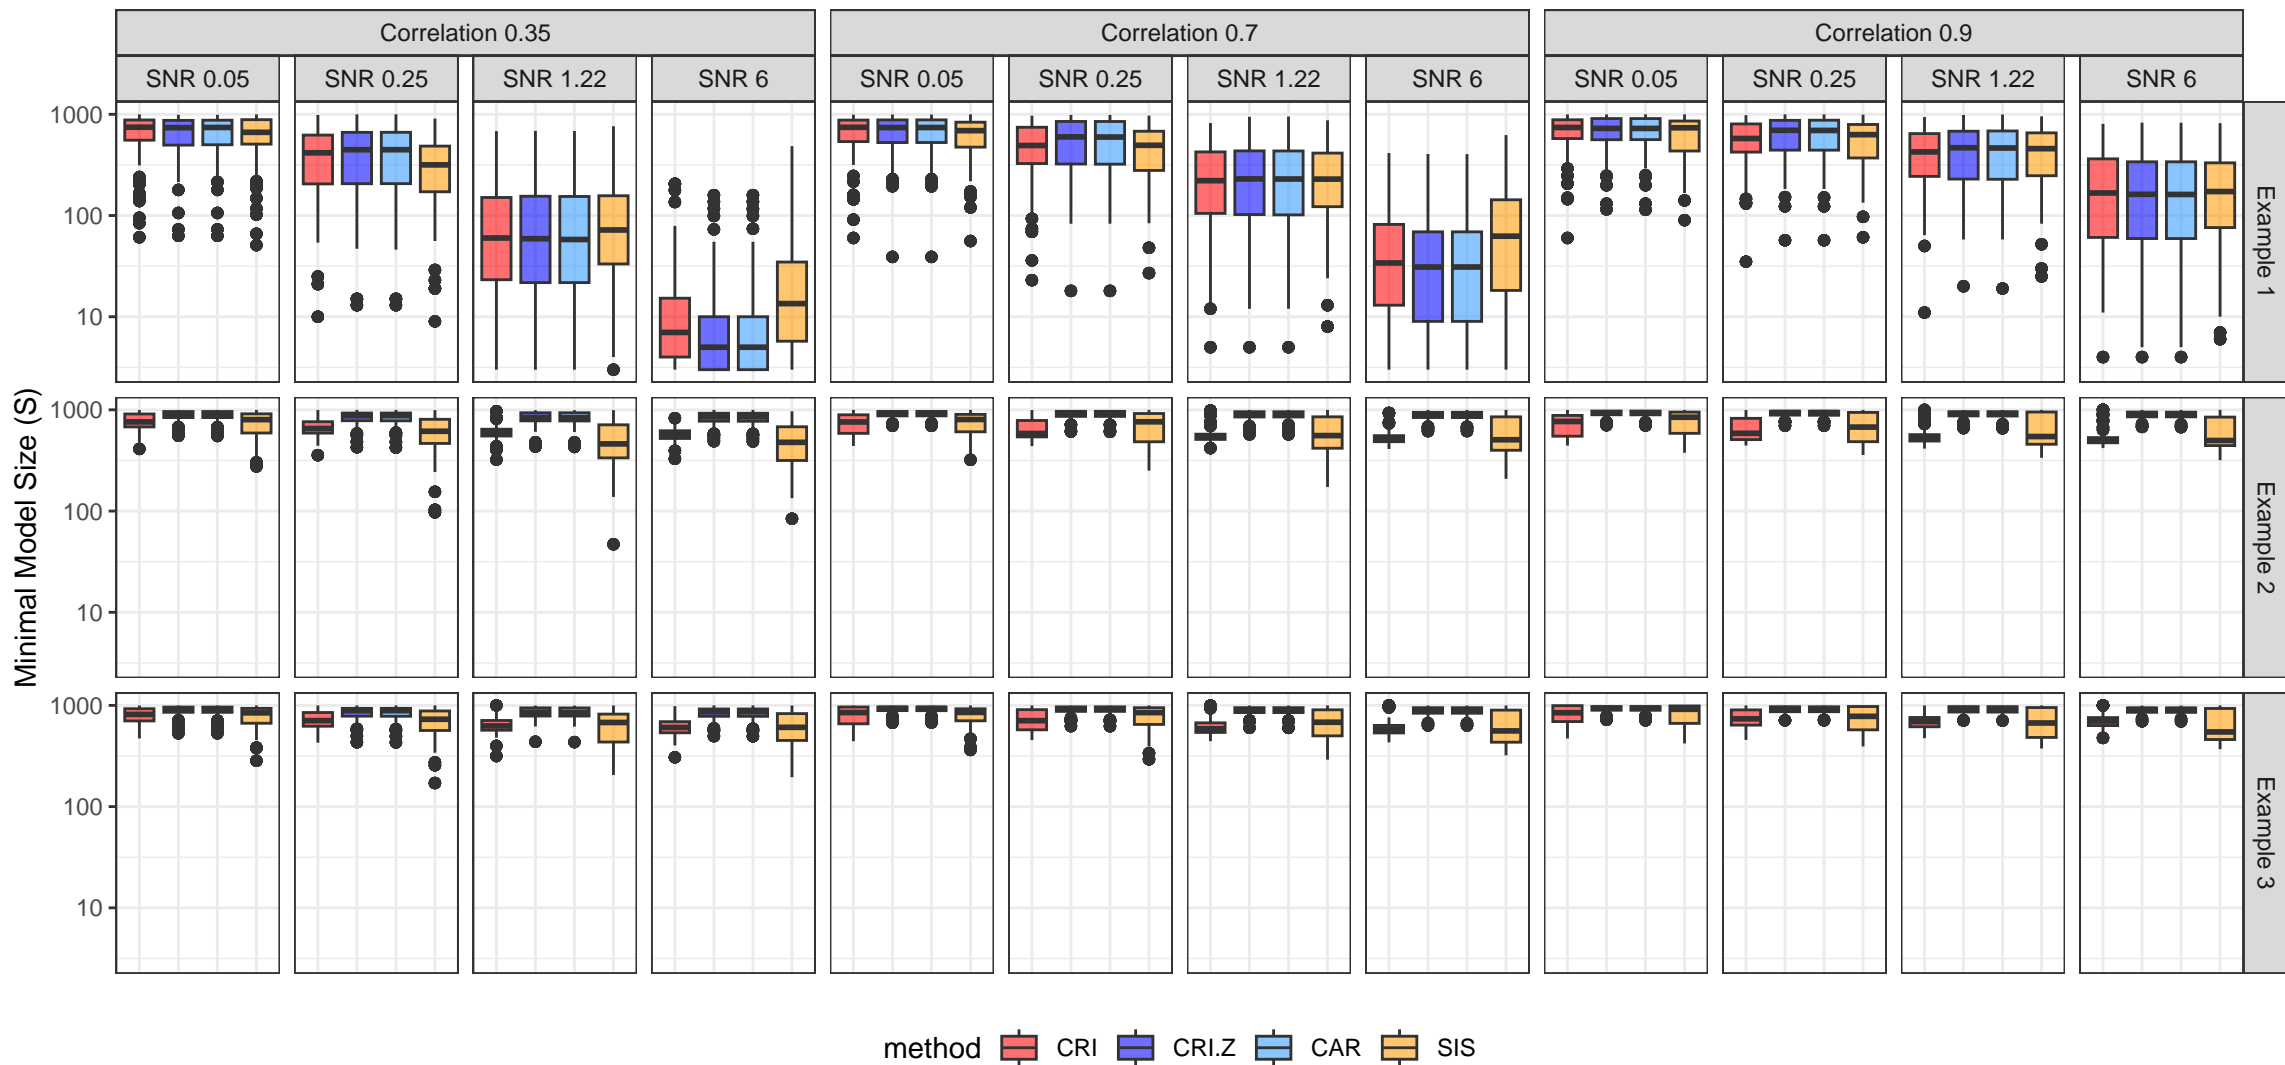 Correlation 0.35
Correlation 0.7
Correlation 0.9
SNR 0.05
SNR 0.25
SNR 1.22
SNR 6
SNR 0.05
SNR 0.25
SNR 1.22
SNR 6
SNR 0.05
SNR 0.25
SNR 1.22
SNR 6
Minimal Model Size (S)
1000
100
10
Example 1
1000
100
10
Example 2
1000
100
10
Example 3
method CRI CRI.Z CAR SIS